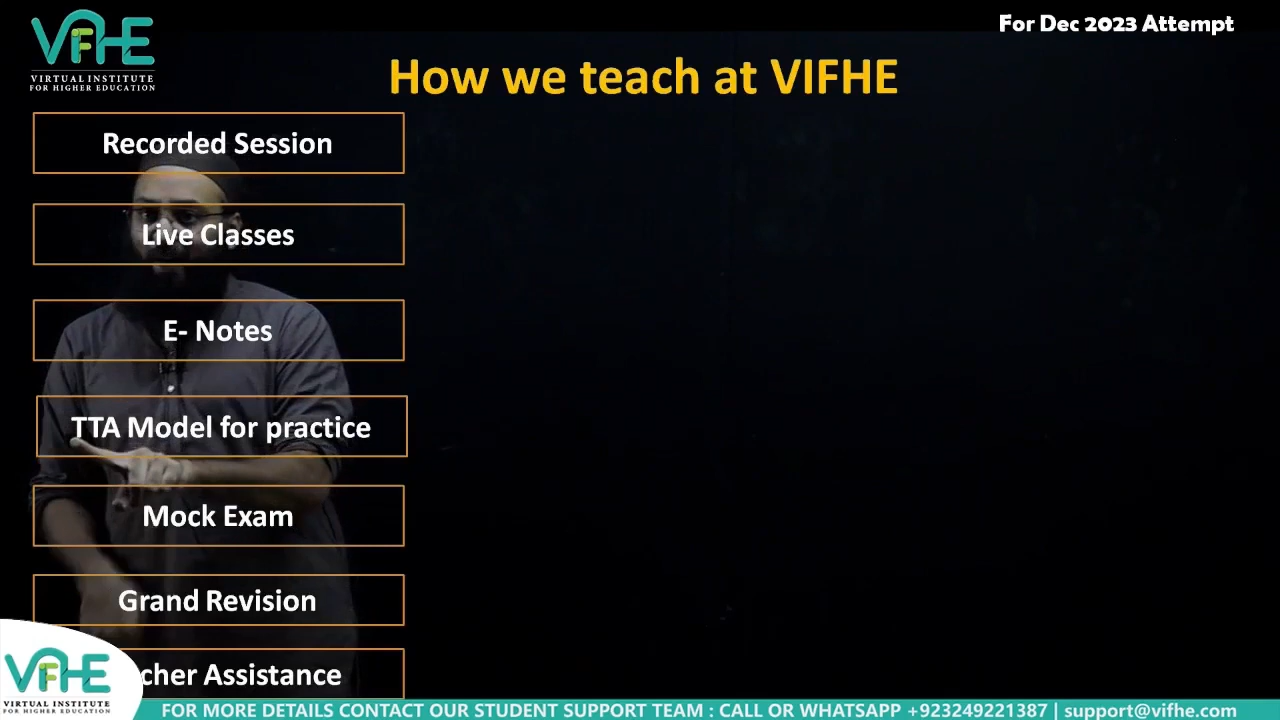 VIFHE
VIRTUAL INSTITUTE
FOR HIGHER EDUCATION
For Dec 2023 Attempt
How we teach at VIFHE
Recorded Session
Live Classes
E- Notes
TTA Model for practice
Mock Exam
Grand Revision
cher Assistance
VIFHE
VIRTUAL INSTITUTE
FOR HIGHER EDUCATION
FOR MORE DETAILS CONTACT OUR STUDENT SUPPORT TEAM : CALL OR WHATSAPP +923249221387 | support@vifhe.com